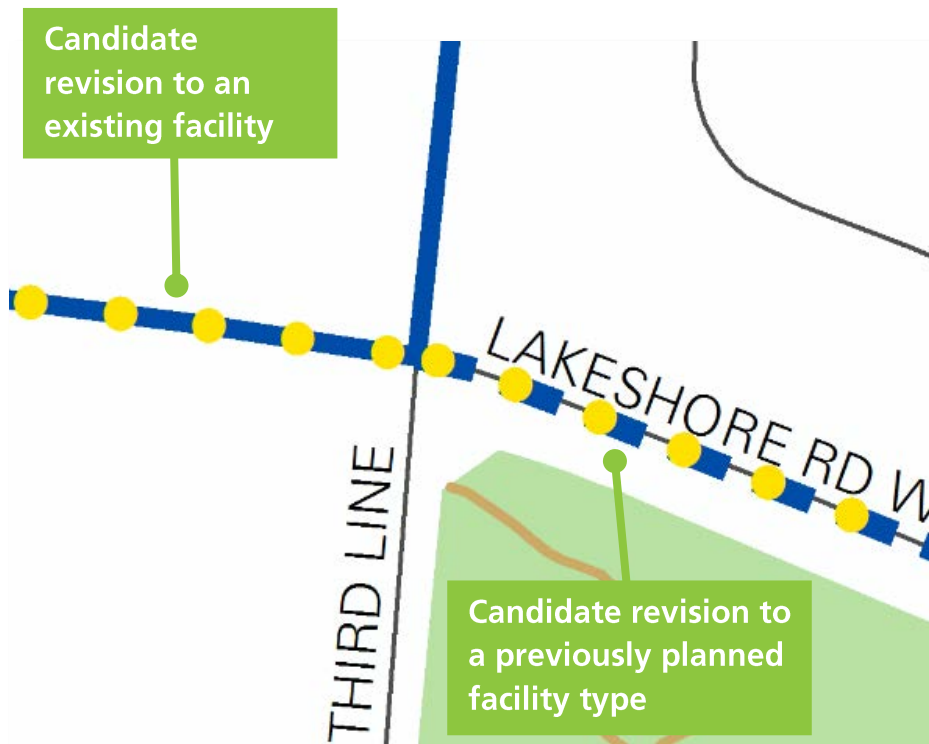 Candidate
revision to an
existing facility
LAKESHORE RD W
THIRD LINE
Candidate revision to
a previously planned
facility type